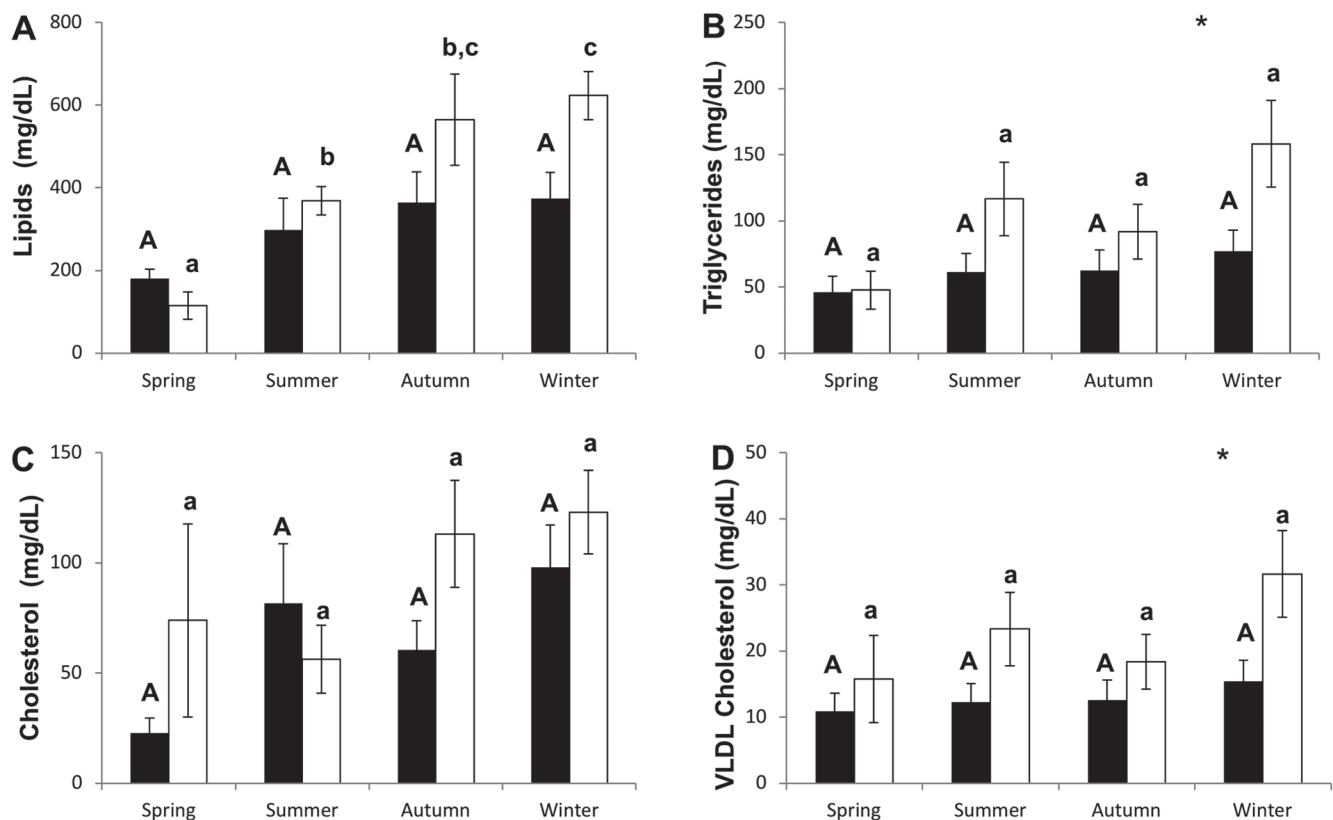 A
Lipids (mg/dL)
800
600
400
200
0
A
a
A
b
A
b,c
A
c
Spring
Summer
Autumn
Winter
B
Triglycerides (mg/dL)
250
200
150
100
50
0
*
A
a
A
a
A
a
A
a
Spring
Summer
Autumn
Winter
C
Cholesterol (mg/dL)
150
100
50
0
A
a
A
a
A
a
A
a
Spring
Summer
Autumn
Winter
D
VLDL Cholesterol (mg/dL)
50
40
30
20
10
0
*
A
a
A
a
A
a
A
a
Spring
Summer
Autumn
Winter